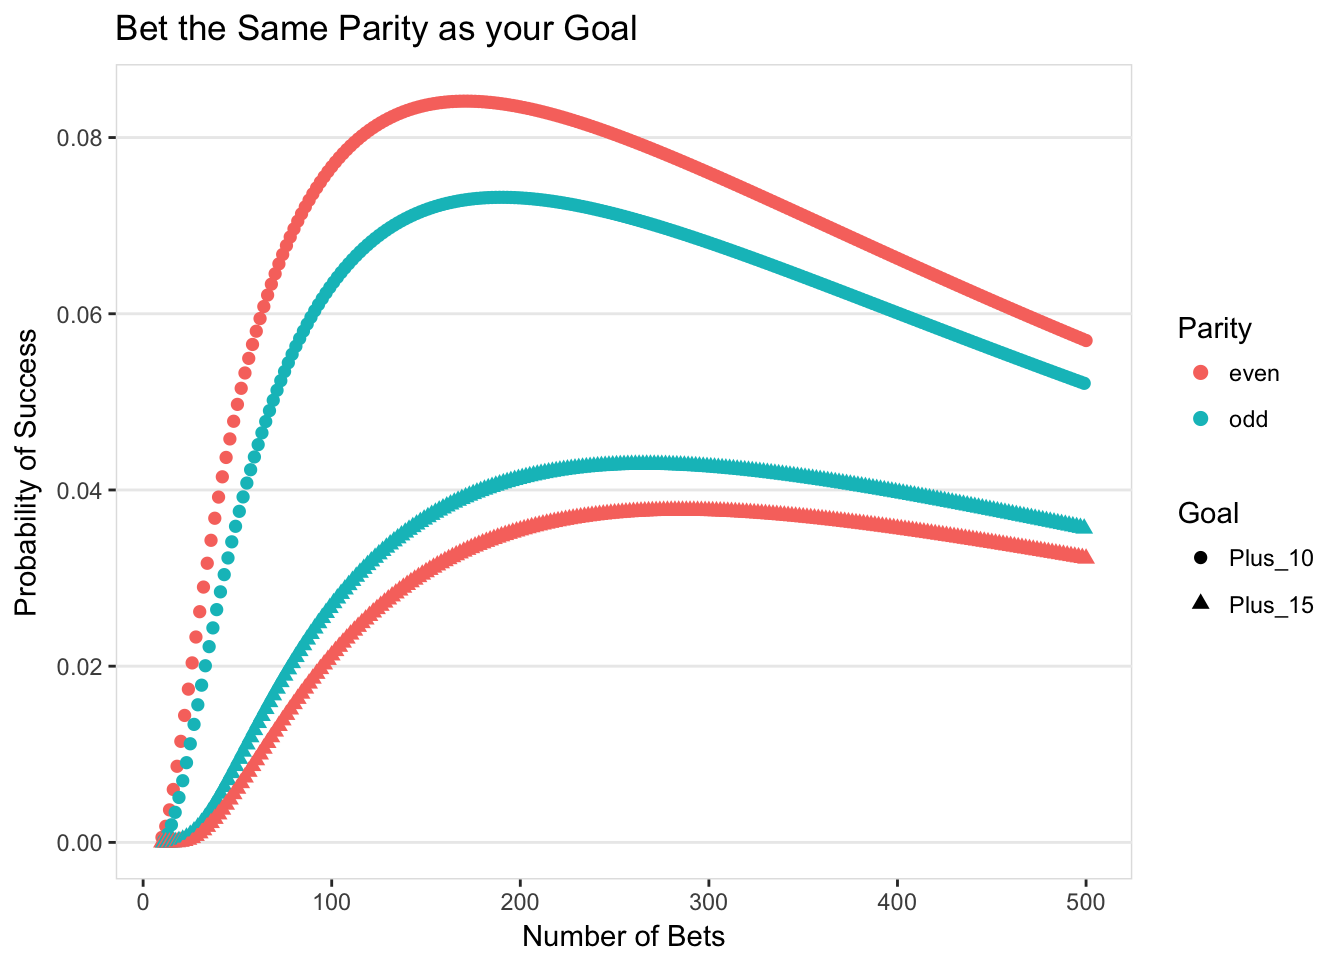 Bet the Same Parity as your Goal
Probability of Success
0.08
0.06
0.04
0.02
0.00
0 100 200 300 400 500
Number of Bets
Parity
even
odd
Goal
Plus_10
Plus_15